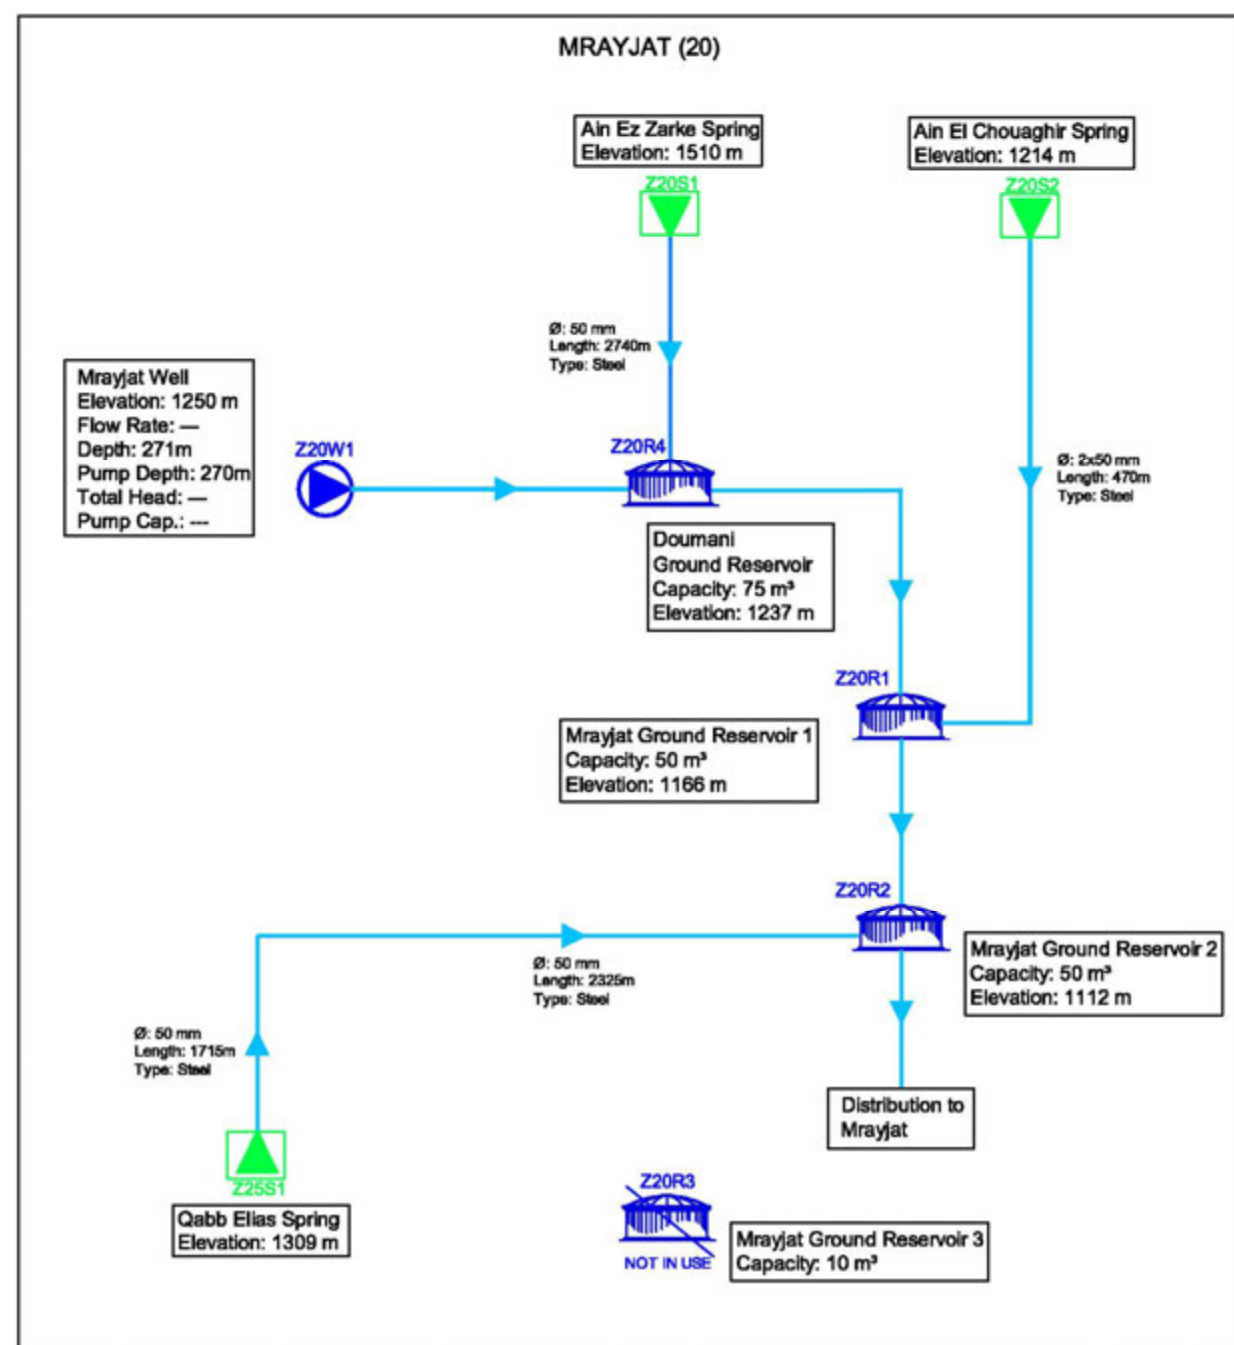 MRAYJAT (20)
Ain Ez Zarke Spring
Elevation: 1510 m
Z20S1
Ain El Chouaghir Spring
Elevation: 1214 m
Z20S2
Ø: 50 mm
Length: 2740m
Type: Steel
Mrayjat Well
Elevation: 1250 m
Flow Rate: ---
Depth: 271m
Pump Depth: 270m
Total Head: ---
Pump Cap.: ---
Z20W1
Z20R4
Ø: 2x50 mm
Length: 470m
Type: Steel
Doumani
Ground Reservoir
Capacity: 75 m³
Elevation: 1237 m
Z20R1
Mrayjat Ground Reservoir 1
Capacity: 50 m³
Elevation: 1166 m
Z20R2
Mrayjat Ground Reservoir 2
Capacity: 50 m³
Elevation: 1112 m
Ø: 50 mm
Length: 2325m
Type: Steel
Ø: 50 mm
Length: 1715m
Type: Steel
Distribution to
Mrayjat
Z25S1
Qabb Elias Spring
Elevation: 1309 m
Z20R3
NOT IN USE
Mrayjat Ground Reservoir 3
Capacity: 10 m³